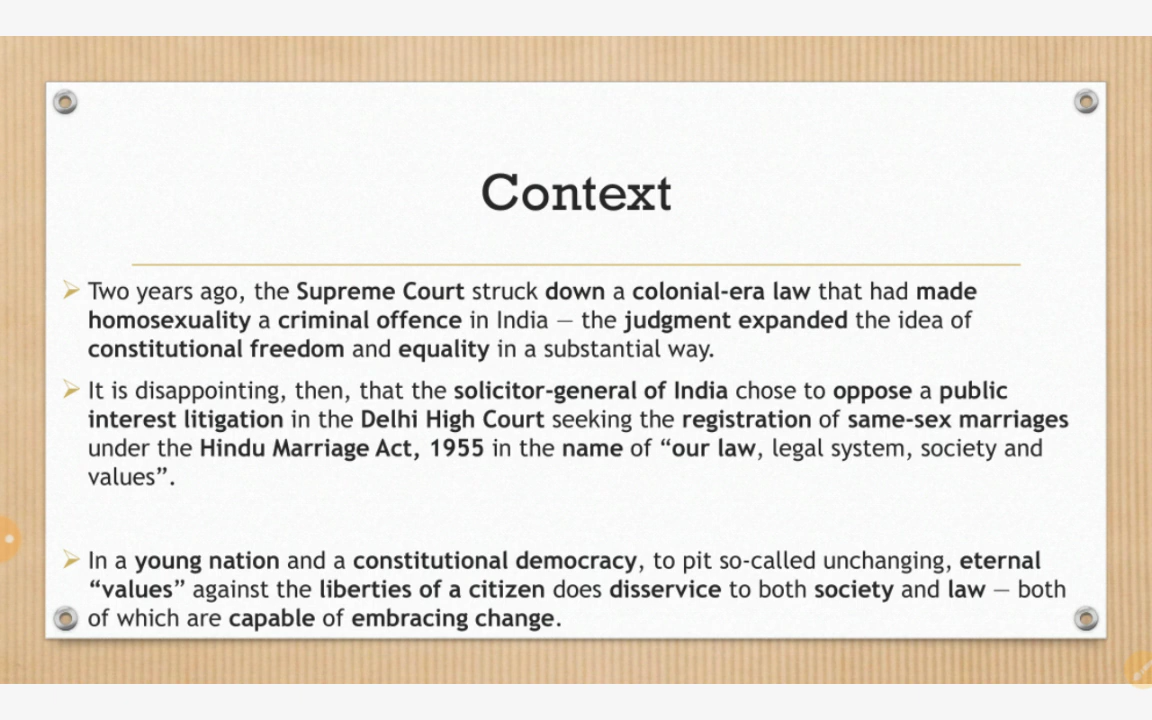 Context
Two years ago, the Supreme Court struck down a colonial-era law that had made
homosexuality a criminal offence in India — the judgment expanded the idea of
constitutional freedom and equality in a substantial way.
It is disappointing, then, that the solicitor-general of India chose to oppose a public
interest litigation in the Delhi High Court seeking the registration of same-sex marriages
under the Hindu Marriage Act, 1955 in the name of “our law, legal system, society and
values”.
In a young nation and a constitutional democracy, to pit so-called unchanging, eternal
“values” against the liberties of a citizen does disservice to both society and law — both
of which are capable of embracing change.